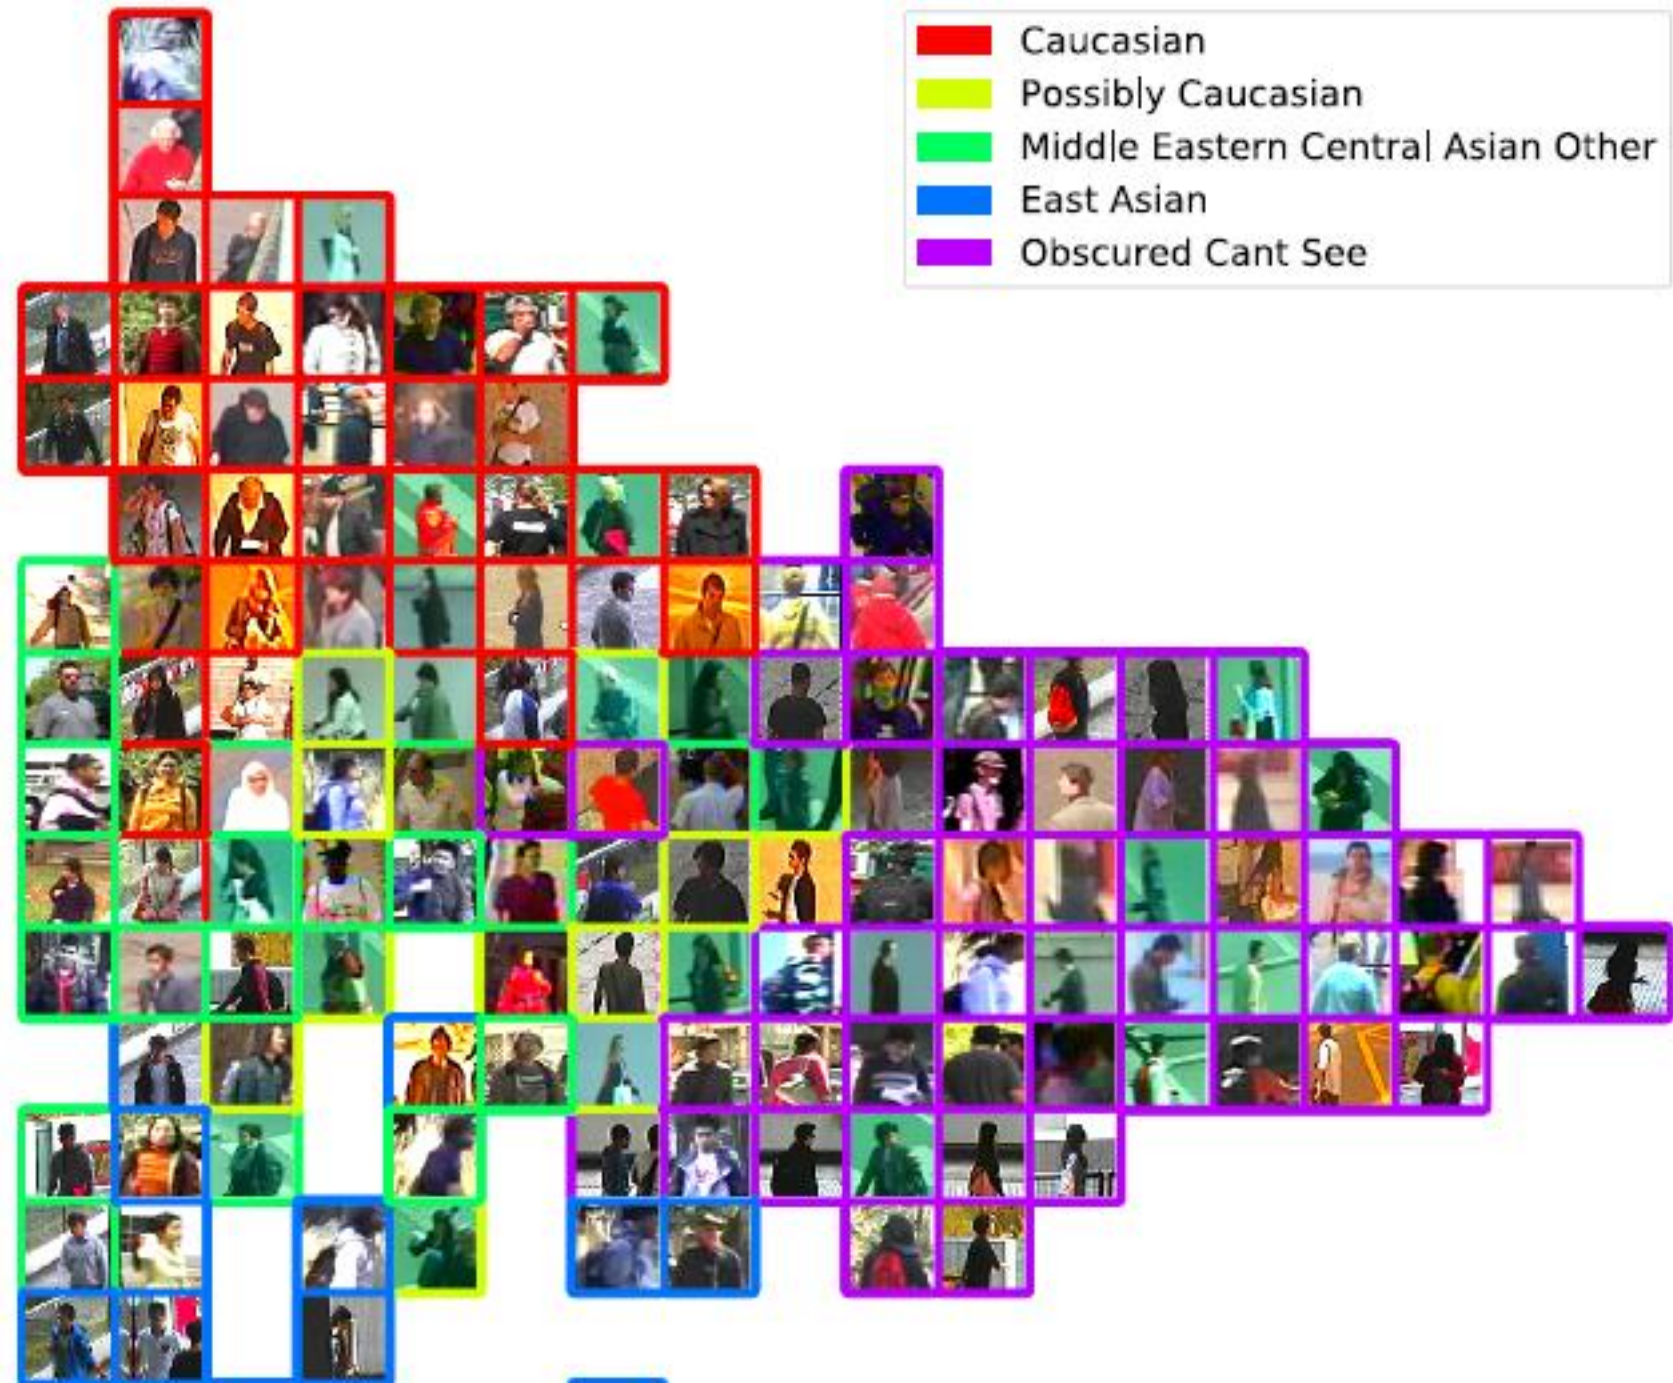 Caucasian
Possibly Caucasian
Middle Eastern Central Asian Other
East Asian
Obscured Cant See